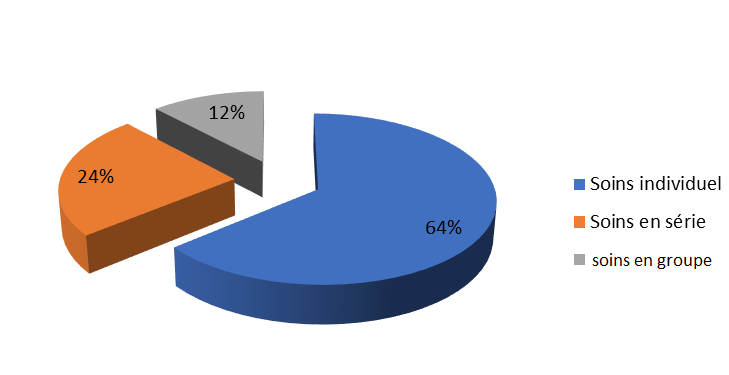 12%
24%
64%
Soins individuel
Soins en série
soins en groupe